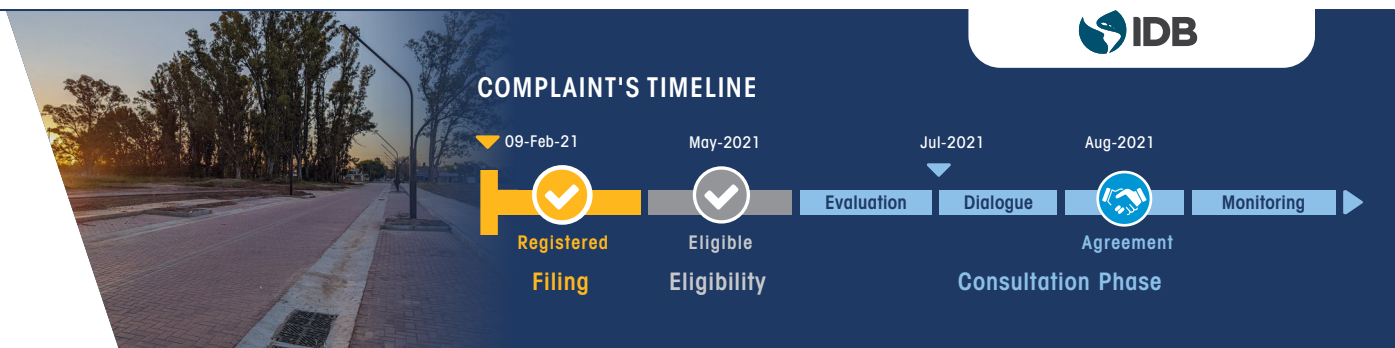 IDB
COMPLAINT'S TIMELINE
09-Feb-21
May-2021
Jul-2021
Aug-2021
Evaluation
Dialogue
Monitoring
Registered
Eligible
Agreement
Filing
Eligibility
Consultation Phase